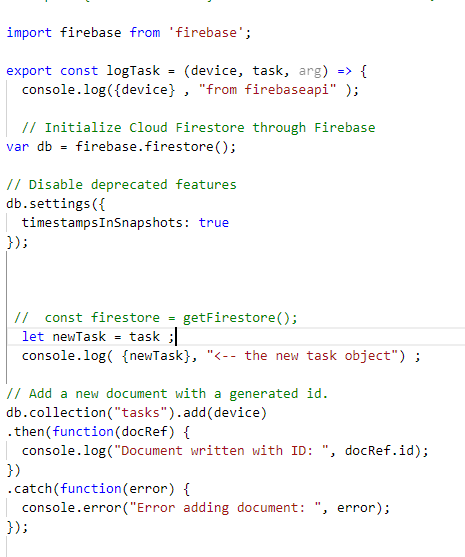 import firebase from 'firebase';
export const logTask = (device, task, arg) => {
console.log({device} , "from firebaseapi" );
// Initialize Cloud Firestore through Firebase
var db = firebase.firestore();
// Disable deprecated features
db.settings({
timestampsInSnapshots: true
});
// const firestore = getFirestore();
let newTask = task ;
console.log( {newTask}, "<-- the new task object") ;
// Add a new document with a generated id.
db.collection("tasks").add(device)
.then(function(docRef) {
console.log("Document written with ID: ", docRef.id);
})
.catch(function(error) {
console.error("Error adding document: ", error);
});